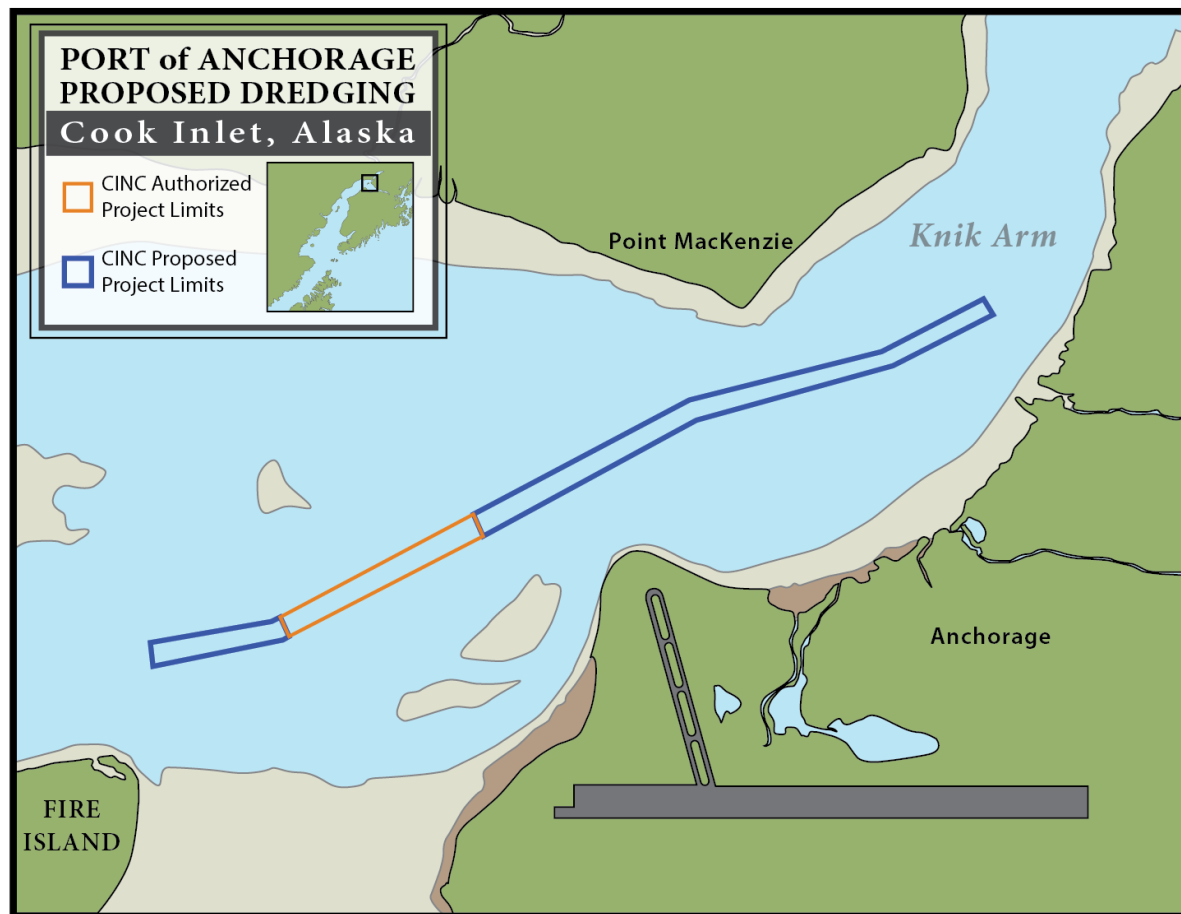 PORT of ANCHORAGE
PROPOSED DREDGING
Cook Inlet, Alaska
CINC Authorized
Project Limits
CINC Proposed
Project Limits
Point MacKenzie
Knik Arm
Anchorage
FIRE
ISLAND